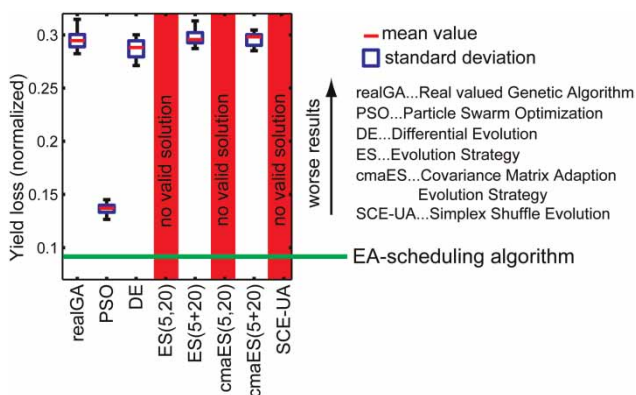 0.3
0.25
0.2
0.15
0.1
Yield loss (normalized)
no valid solution
no valid solution
no valid solution
realGA
PSO
DE
ES(5,20)
ES(5+20)
cmaES(5,20)
cmaES(5+20)
SCE-UA
mean value
standard deviation
worse results
realGA...Real valued Genetic Algorithm
PSO...Particle Swarm Optimization
DE...Differential Evolution
ES...Evolution Strategy
cmaES...Covariance Matrix Adaption
Evolution Strategy
SCE-UA...Simplex Shuffle Evolution
EA-scheduling algorithm